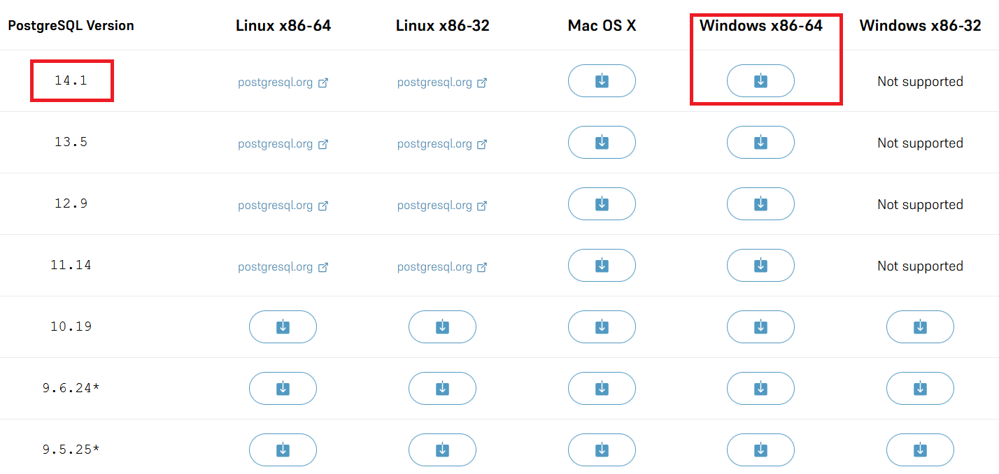 PostgreSQL Version Linux x86-64 Linux x86-32 Mac OS X Windows x86-64 Windows x86-32
14.1 postgresql.org postgresql.org Not supported
13.5 postgresql.org postgresql.org Not supported
12.9 postgresql.org postgresql.org Not supported
11.14 postgresql.org postgresql.org Not supported
10.19
9.6.24*
9.5.25*